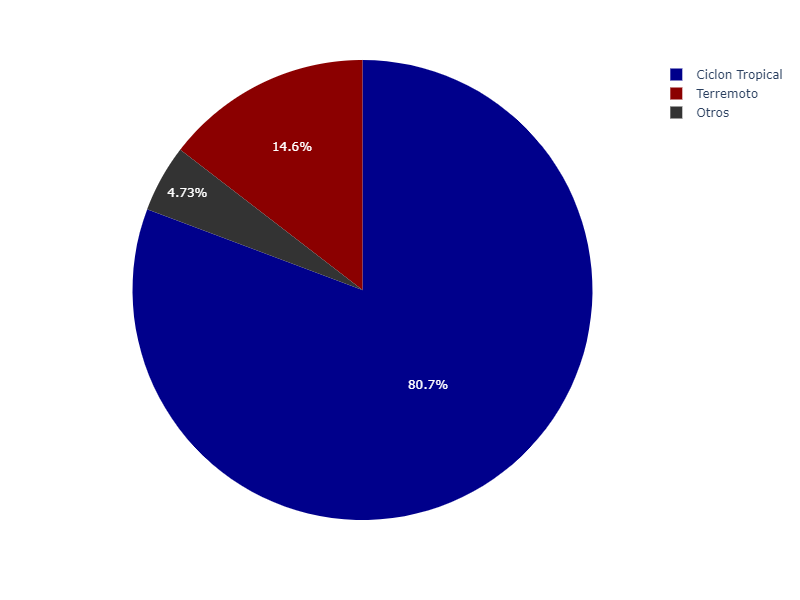 Ciclon Tropical
Terremoto
Otros
14.6%
4.73%
80.7%